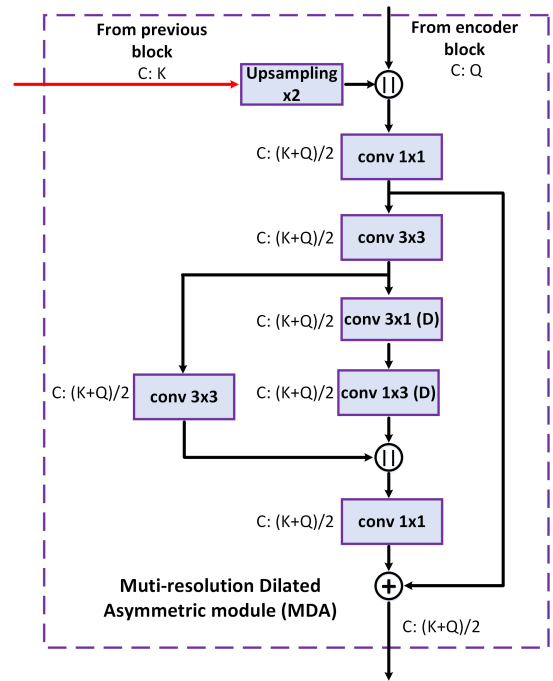 From previous
block
C: K
From encoder
block
C: Q
Upsampling
x2
||
C: (K+Q)/2
conv 1x1
C: (K+Q)/2
conv 3x3
C: (K+Q)/2
conv 3x1 (D)
C: (K+Q)/2
conv 3x3
C: (K+Q)/2
conv 1x3 (D)
||
C: (K+Q)/2
conv 1x1
+
Muti-resolution Dilated
Asymmetric module (MDA)
C: (K+Q)/2